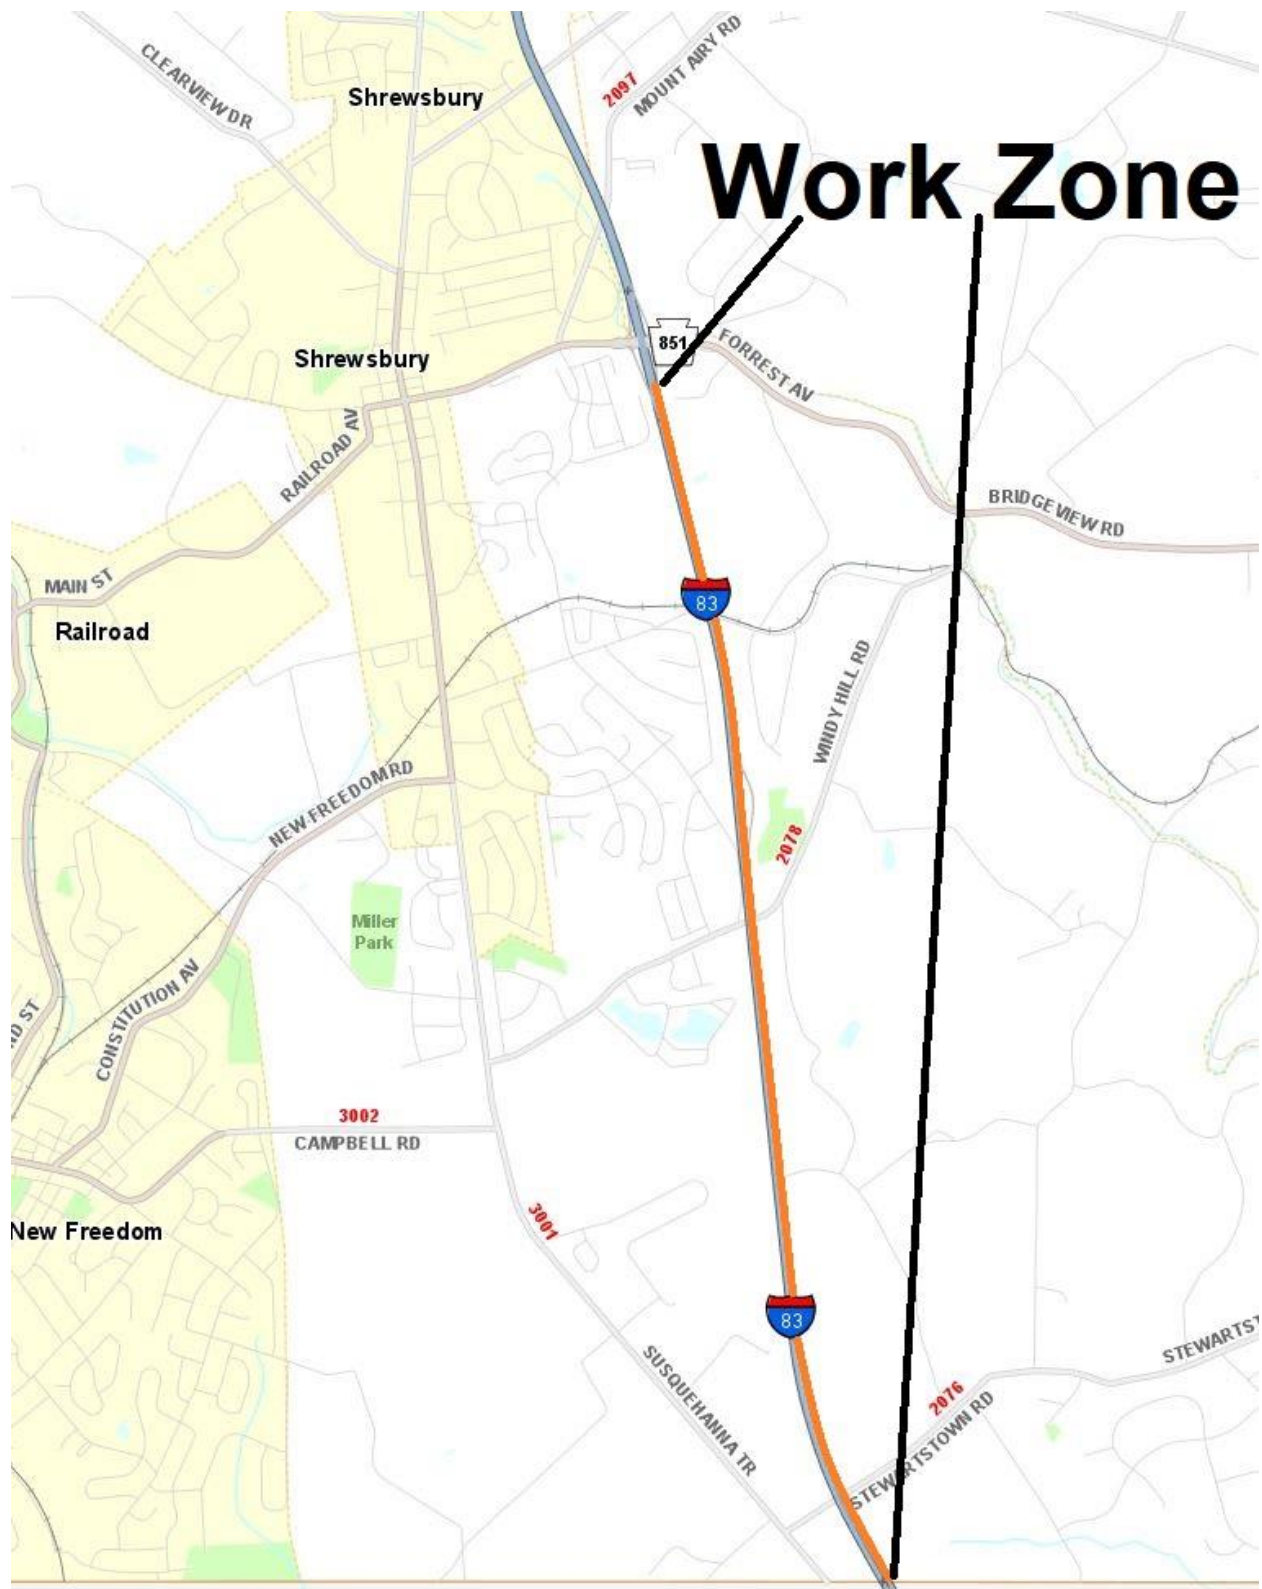 CLEARVIEW DR
Shrewsbury
2097
MOUNT AIRY RD
Work Zone
851
FORREST AV
Shrewsbury
RAILROAD AV
BRIDGEVIEW RD
MAIN ST
83
Railroad
WINDY HILL RD
NEW FREEDOM RD
2078
Miller
Park
CONSTITUTION AV
ST
3002
CAMPBELL RD
3001
New Freedom
83
SUSQUEHANNA TR
STEWARTST
2076
STEWARTSTOWN RD